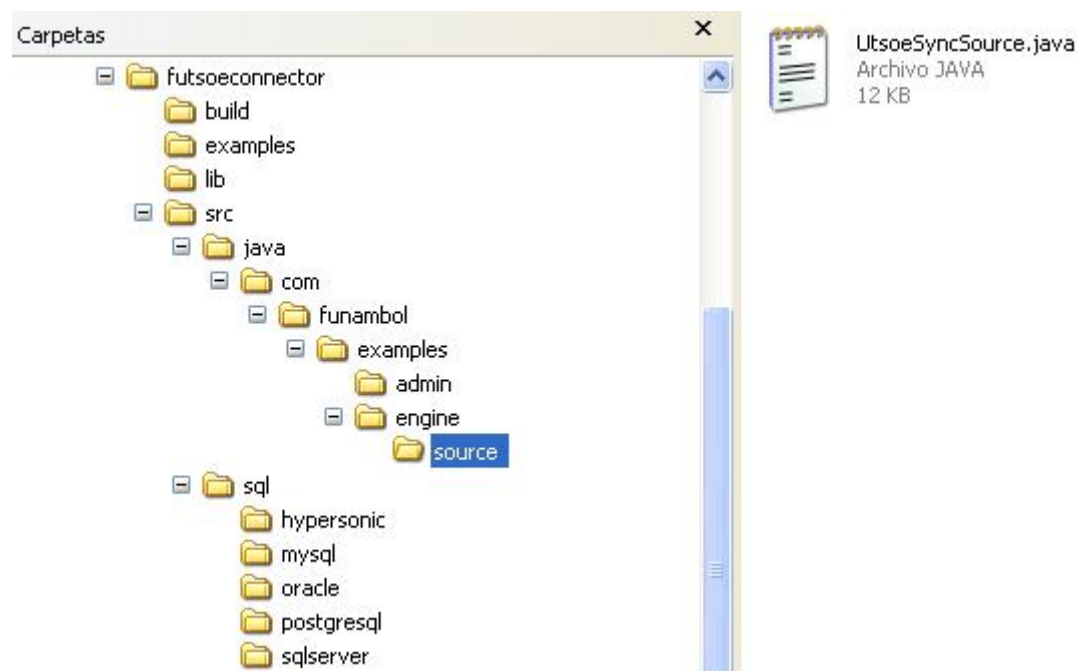 Carpetas
futsoeconnector
build
examples
lib
src
java
com
funambol
examples
admin
engine
source
sql
hypersonic
mysql
oracle
postgresql
sqlserver
UtsoeSyncSource.java
Archivo JAVA
12 KB